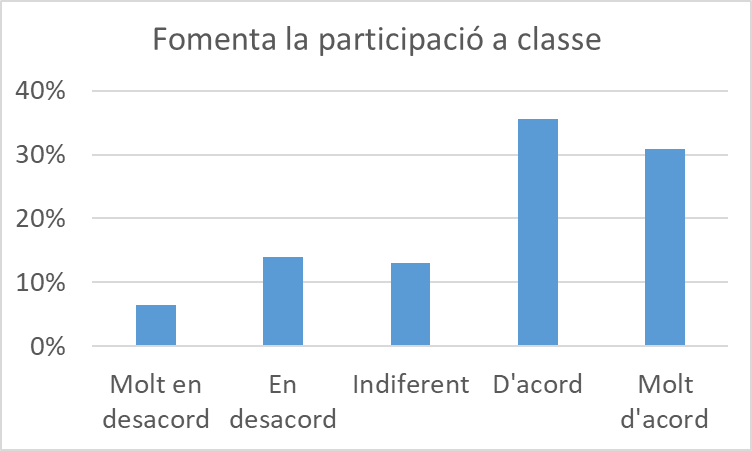 Fomenta la participació a classe
40%
30%
20%
10%
0%
Molt en
desacord
En
desacord
Indiferent
D'acord
Molt
d'acord